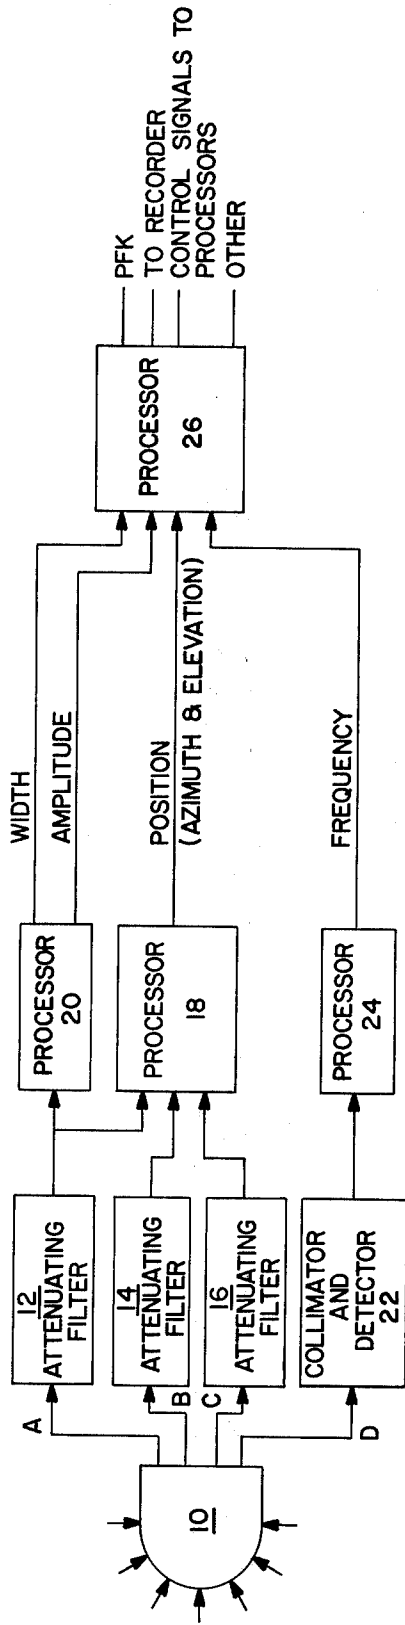 10
A
B
C
D
12
ATTENUATING
FILTER
14
ATTENUATING
FILTER
16
ATTENUATING
FILTER
COLLIMATOR
AND
DETECTOR
22
PROCESSOR
20
PROCESSOR
18
PROCESSOR
24
WIDTH
AMPLITUDE
POSITION
(AZIMUTH & ELEVATION)
FREQUENCY
PROCESSOR
26
PFK
TO RECORDER
CONTROL SIGNALS TO
PROCESSORS
OTHER